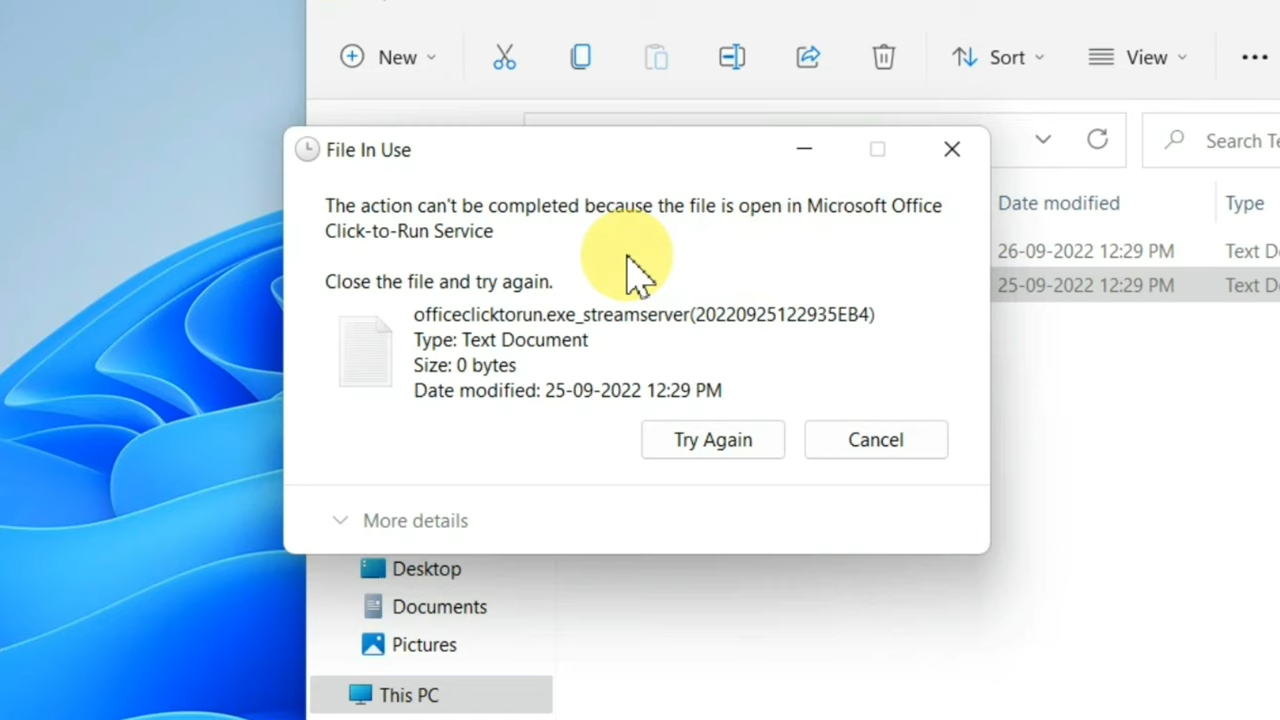 New
Sort
View
File In Use
Search Te
The action can't be completed because the file is open in Microsoft Office
Click-to-Run Service
Date modified
Type
26-09-2022 12:29 PM
Text D
Close the file and try again.
25-09-2022 12:29 PM
Text D
officeclicktorun.exe_streamserver(20220925122935EB4)
Type: Text Document
Size: 0 bytes
Date modified: 25-09-2022 12:29 PM
Try Again
Cancel
More details
Desktop
Documents
Pictures
This PC